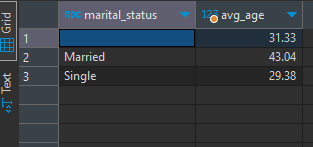 Grid
Text
marital_status avg_age
1 31.33
2 Married 43.04
3 Single 29.38